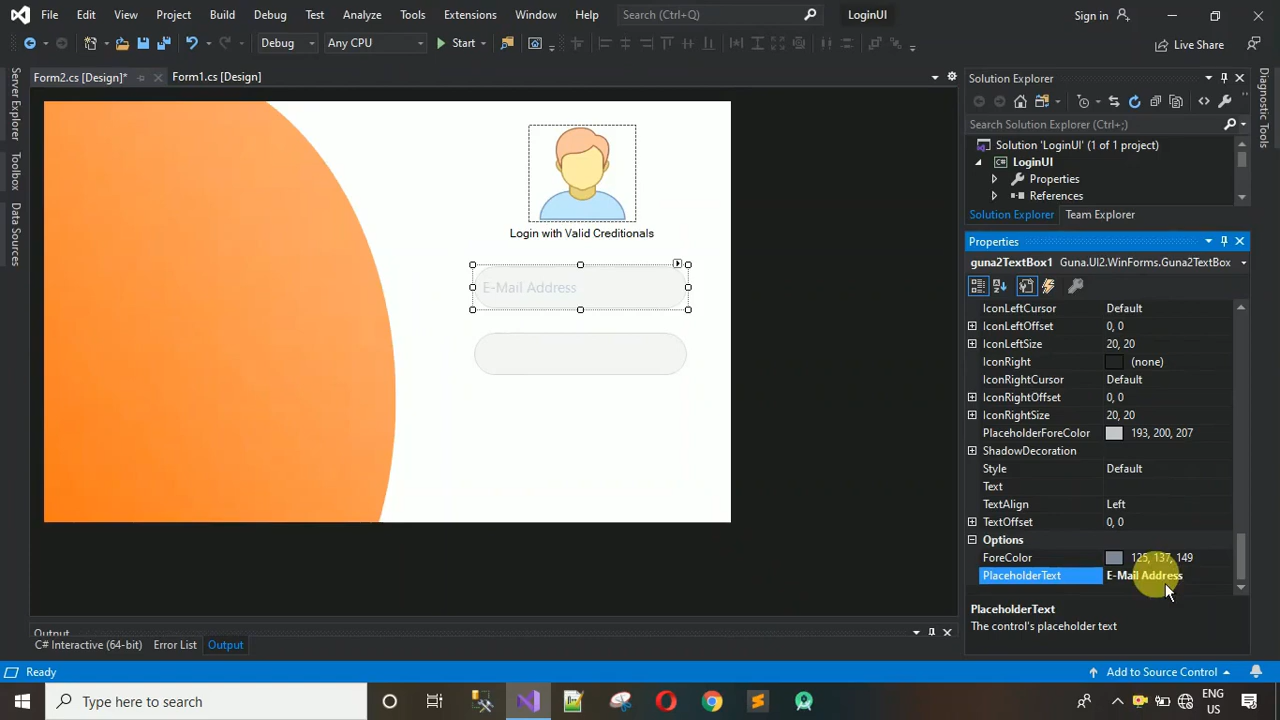 File Edit View Project Build Debug Test Analyze Tools Extensions Window Help Search (Ctrl+Q) LoginUI Sign in
Debug Any CPU Start Live Share
Form2.cs [Design]* Form1.cs [Design]
Server Explorer
Toolbox
Data Sources
Login with Valid Creditionals
E-Mail Address
Solution Explorer
Search Solution Explorer (Ctrl+;)
Solution 'LoginUI' (1 of 1 project)
LoginUI
Properties
References
Solution Explorer Team Explorer
Diagnostic Tools
Properties
guna2TextBox1 Guna.UI2.WinForms.Guna2TextBox
IconLeftCursor Default
IconLeftOffset 0, 0
IconLeftSize 20, 20
IconRight (none)
IconRightCursor Default
IconRightOffset 0, 0
IconRightSize 20, 20
PlaceholderForeColor 193, 200, 207
ShadowDecoration
Style Default
Text
TextAlign Left
TextOffset 0, 0
Options
ForeColor 125, 137, 149
PlaceholderText E-Mail Address
PlaceholderText
The control's placeholder text
Output
C# Interactive (64-bit) Error List Output
Ready Add to Source Control
Type here to search
ENG
US